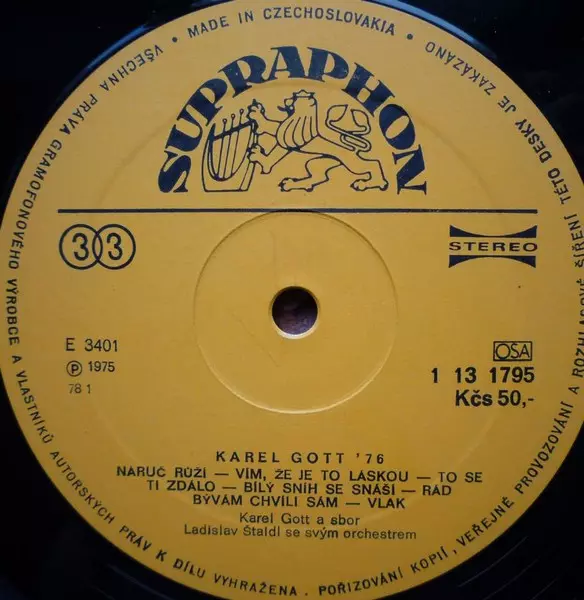 VŠECHNA PRÁVA GRAMOFONOVÉHO VÝROBCE A VLASTNÍKŮ AUTORSKÝCH PRÁV K DÍLU VYHRAŽENA . POŘIZOVÁNÍ KOPIÍ, VEŘEJNÉ PROVOZOVÁNÍ A ROZHLASOVÉ ŠÍŘENÍ TÉTO DESKY JE ZAKÁZÁNO • MADE IN CZECHOSLOVAKIA •
SUPRAPHON
33
STEREO
E 3401
Ⓟ 1975
78 1
OSA
1 13 1795
Kčs 50,-
KAREL GOTT '76
NÁRUČ RŮŽÍ — VÍM, ŽE JE TO LÁSKOU — TO SE
TI ZDÁLO — BÍLÝ SNÍH SE SNÁŠÍ — RÁD
BÝVÁM CHVÍLI SÁM — VLAK
Karel Gott a sbor
Ladislav Štaidl se svým orchestrem